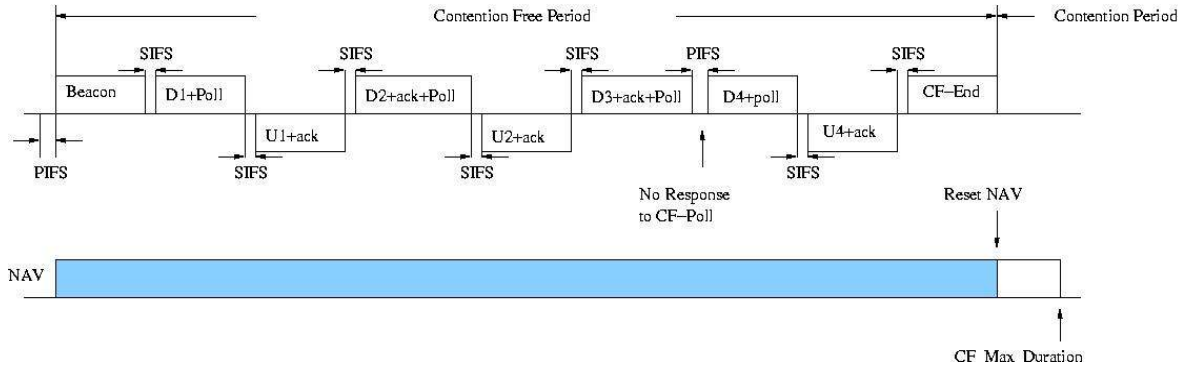 Contention Free Period
Contention Period
SIFS
SIFS
SIFS
PIFS
SIFS
Beacon
D1+Poll
D2+ack+Poll
D3+ack+Poll
D4+poll
CF–End
U1+ack
U2+ack
U4+ack
PIFS
SIFS
SIFS
SIFS
No Response
to CF–Poll
Reset NAV
NAV
CF Max Duration